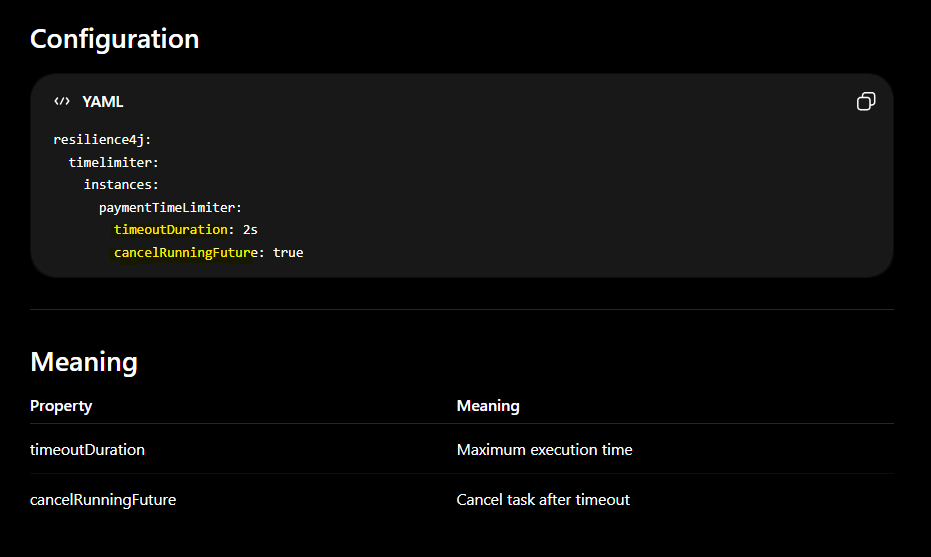 Configuration
</> YAML
resilience4j:
  timelimiter:
    instances:
      paymentTimeLimiter:
        timeoutDuration: 2s
        cancelRunningFuture: true
Meaning
Property Meaning
timeoutDuration Maximum execution time
cancelRunningFuture Cancel task after timeout